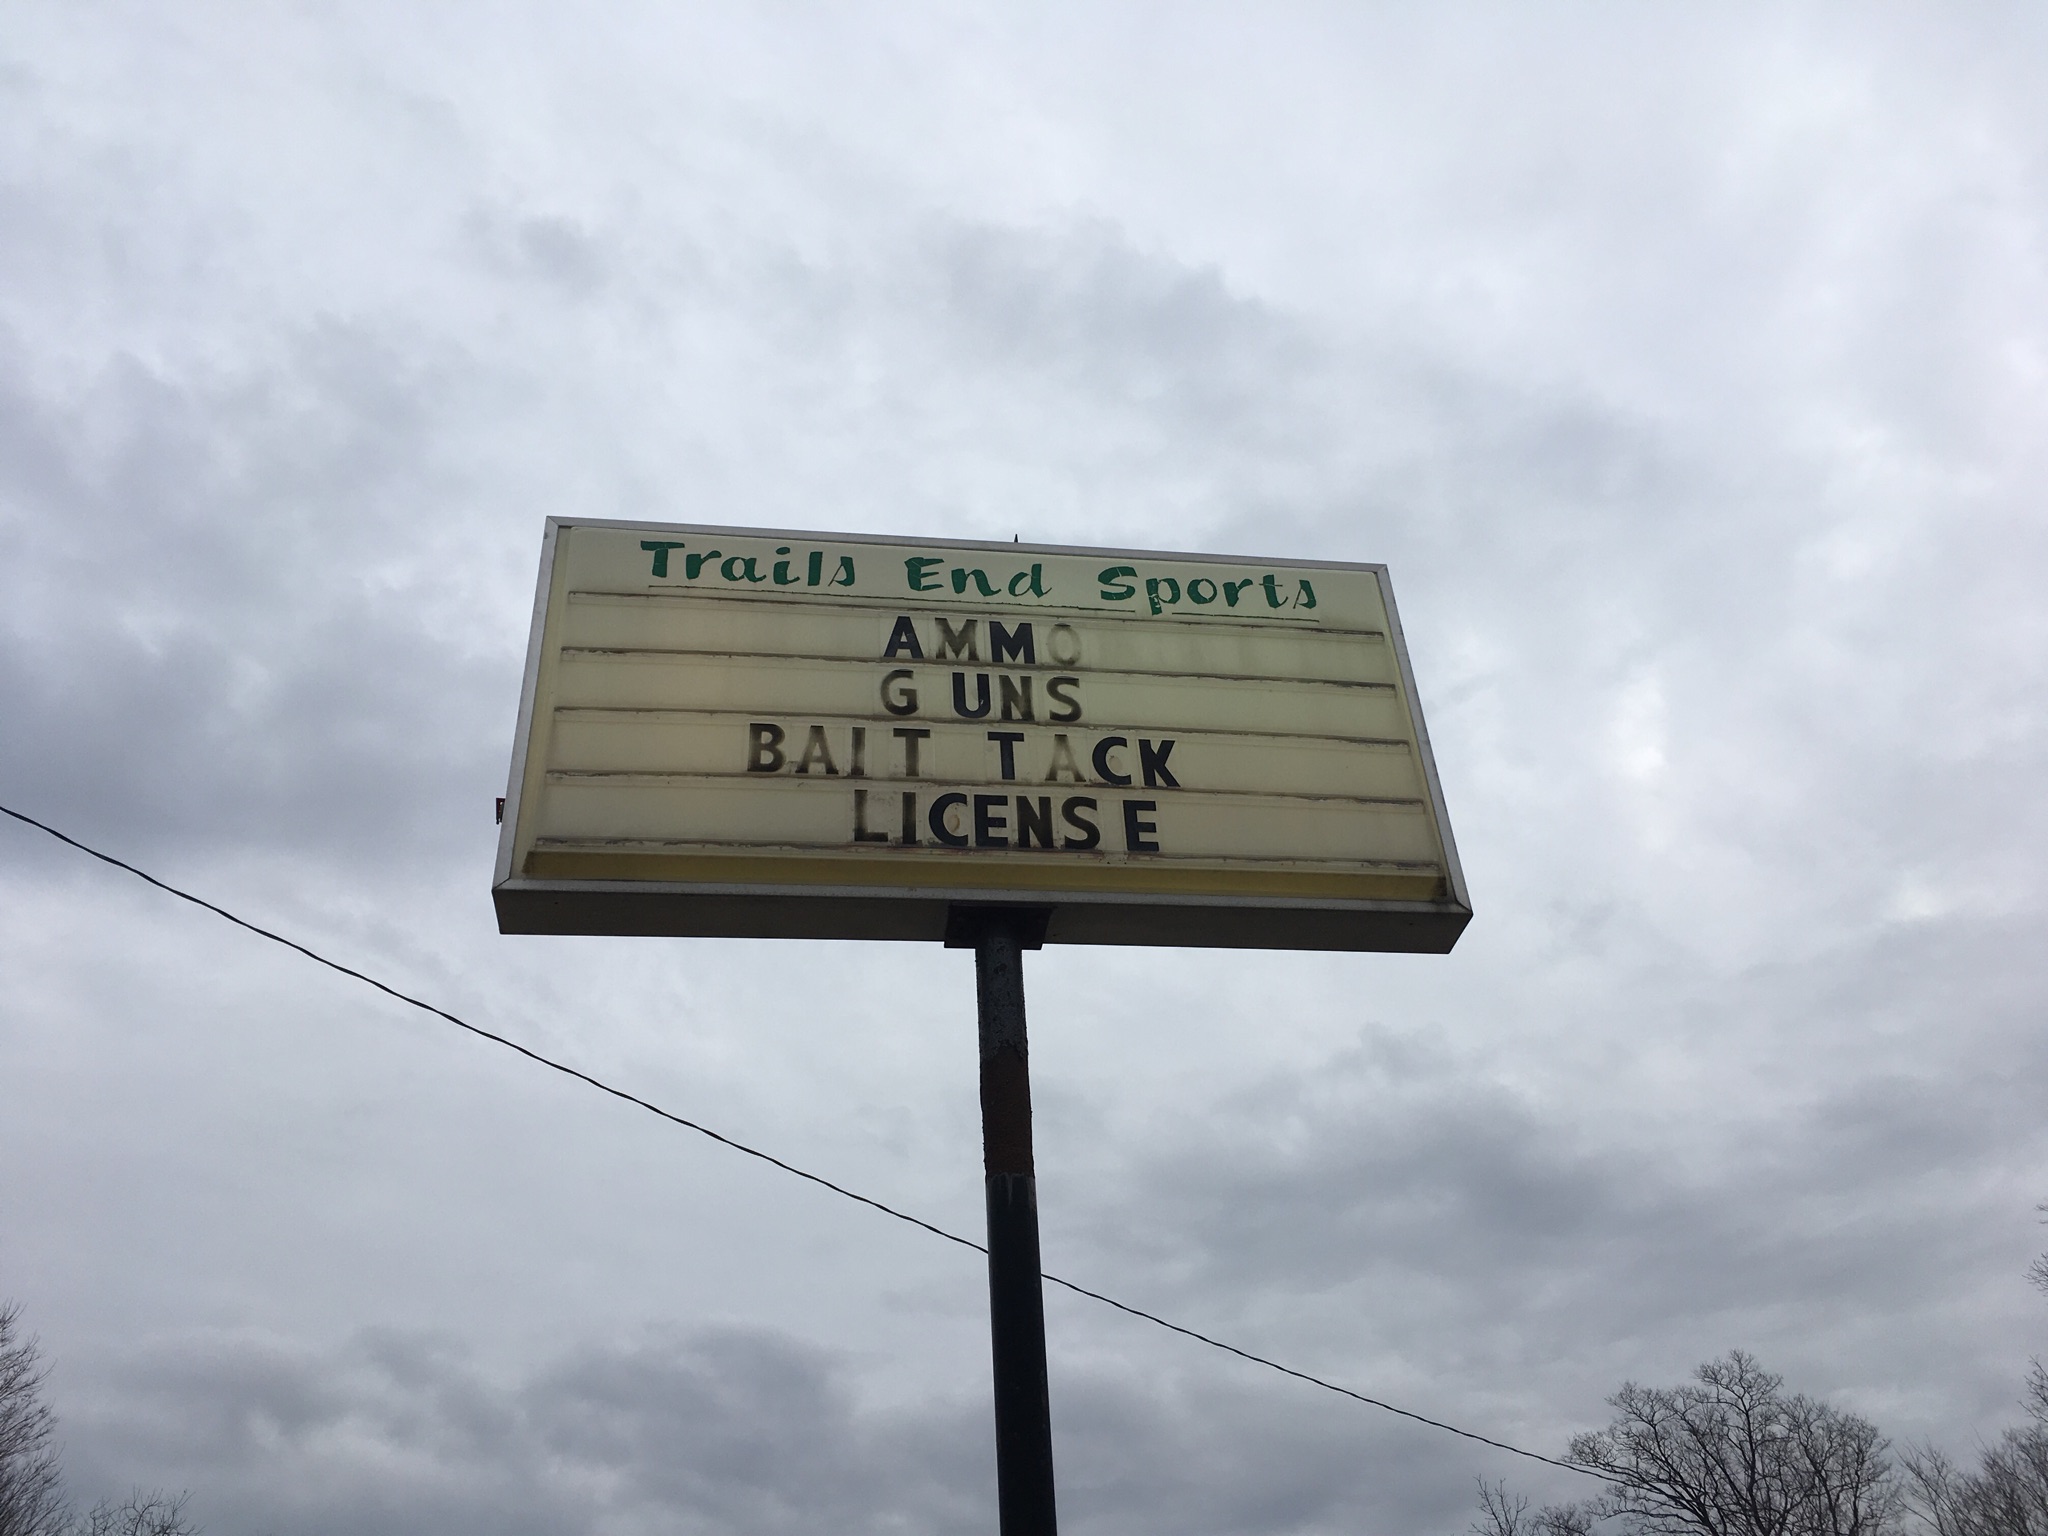 Trails End Sports
AMMO
GUNS
BAIT TACK
LICENSE